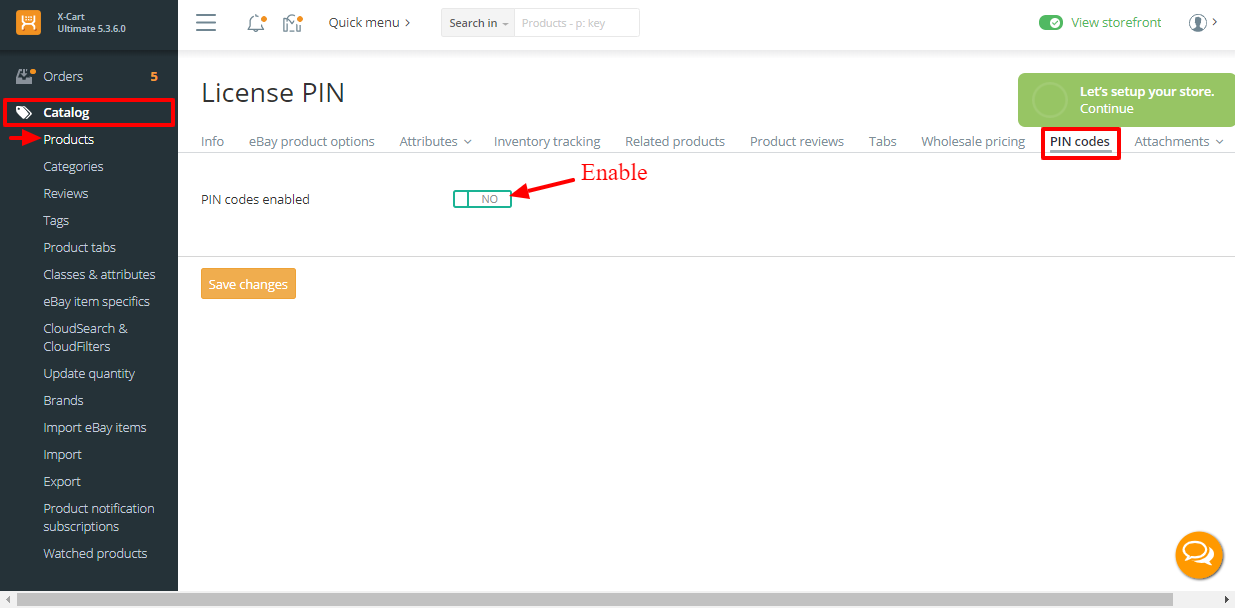 X-Cart
Ultimate 5.3.6.0
Quick menu
Search in
Products - p: key
View storefront
Orders 5
Catalog
Products
Categories
Reviews
Tags
Product tabs
Classes & attributes
eBay item specifics
CloudSearch &
CloudFilters
Update quantity
Brands
Import eBay items
Import
Export
Product notification
subscriptions
Watched products
License PIN
Let's setup your store.
Continue
Info eBay product options Attributes Inventory tracking Related products Product reviews Tabs Wholesale pricing PIN codes Attachments
Enable
PIN codes enabled NO
Save changes